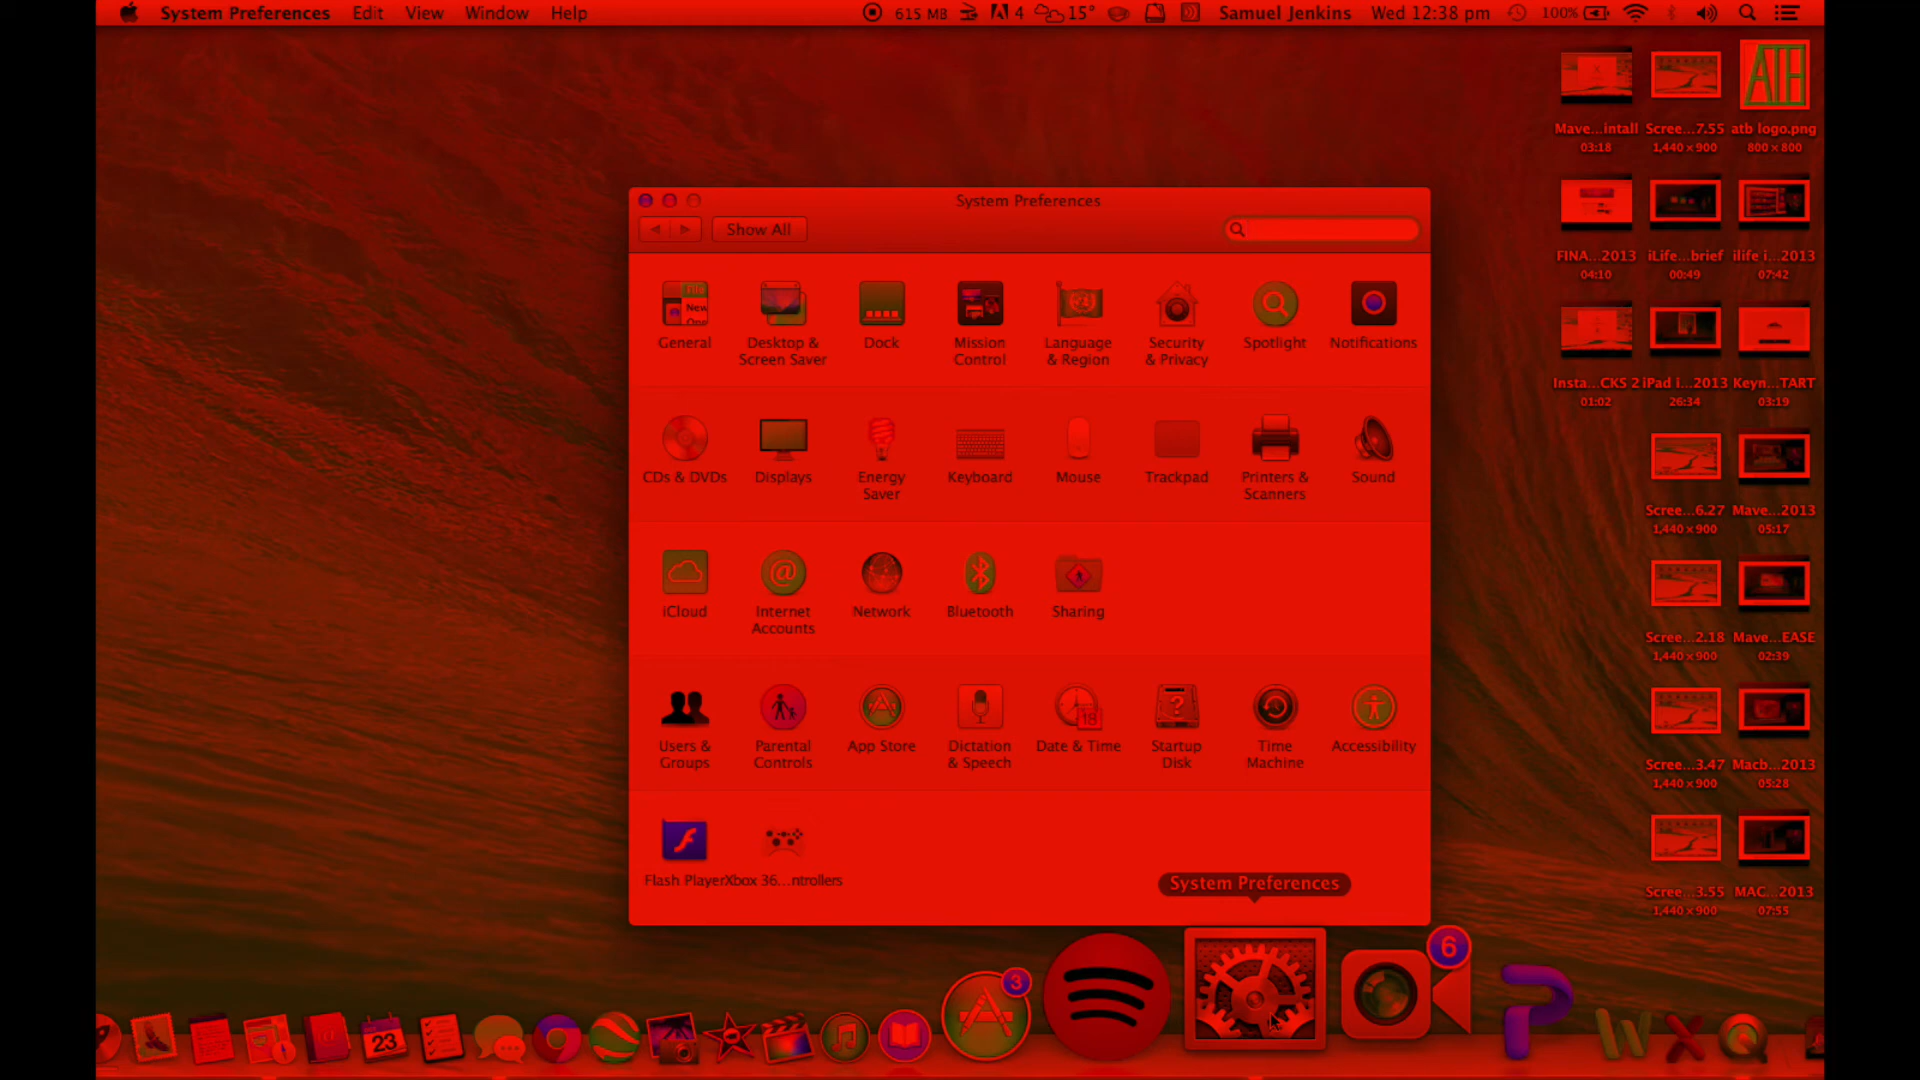 System Preferences Edit View Window Help 615 MB 4 15° Samuel Jenkins Wed 12:38 pm 100%
ATH
Mave...intall Scree...7.55 atb logo.png
03:18 1,440 × 900 800 × 800
FINA...2013 iLife...brief ilife i...2013
04:10 00:49 07:42
Insta...CKS 2 iPad i...2013 Keyn...TART
01:02 26:34 03:19
Scree...6.27 Mave...2013
1,440 × 900 05:17
Scree...2.18 Mave...EASE
1,440 × 900 02:39
Scree...3.47 Macb...2013
1,440 × 900 05:28
Scree...3.55 MAC...2013
1,440 × 900 07:55
System Preferences
Show All
File
New
One
General Desktop & Screen Saver Dock Mission Control Language & Region Security & Privacy Spotlight Notifications
CDs & DVDs Displays Energy Saver Keyboard Mouse Trackpad Printers & Scanners Sound
iCloud Internet Accounts Network Bluetooth Sharing
18
Users & Groups Parental Controls App Store Dictation & Speech Date & Time Startup Disk Time Machine Accessibility
Flash Player Xbox 36...ntrollers
System Preferences
3
6
23